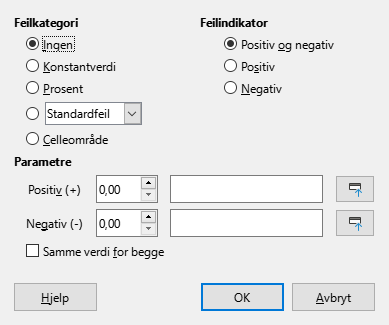 Feilkategori
Feilindikator
Ingen
Positiv og negativ
Konstantverdi
Positiv
Prosent
Negativ
Standardfeil
Celleområde
Parametre
Positiv (+) 0,00
Negativ (-) 0,00
Samme verdi for begge
Hjelp
OK
Avbryt